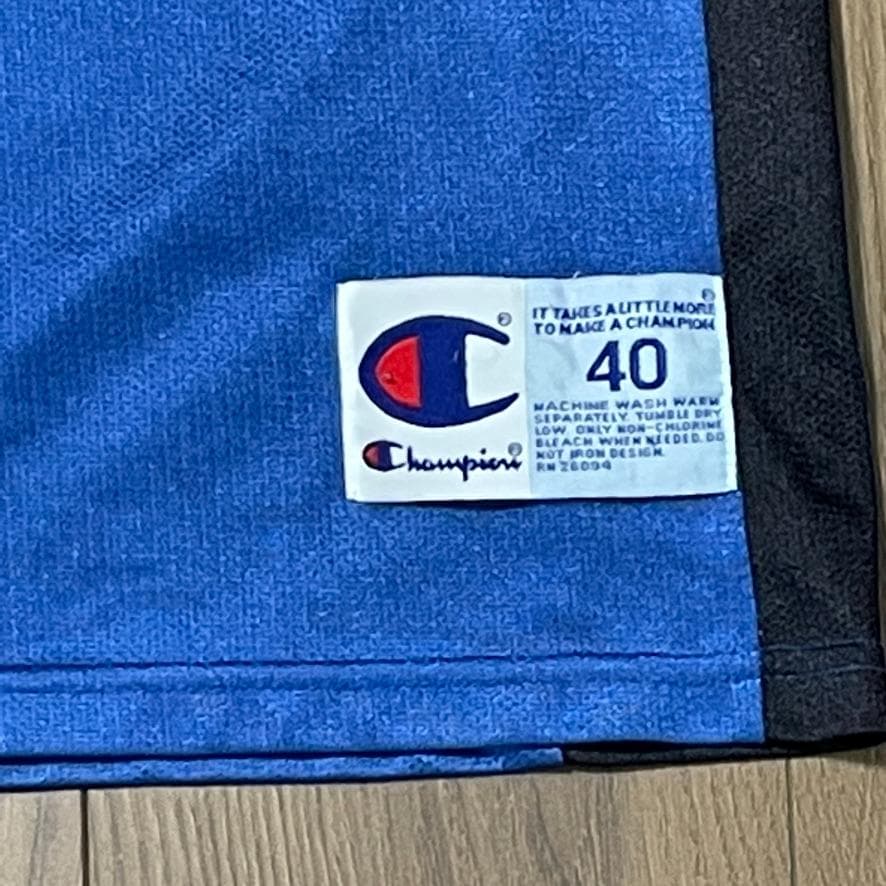 Champion
IT TAKES A LITTLE MORE
TO MAKE A CHAMPION
40
MACHINE WASH WARM
SEPARATELY. TUMBLE DRY
LOW. ONLY NON-CHLORINE
BLEACH WHEN NEEDED. DO
NOT IRON DESIGN.
RN 26094